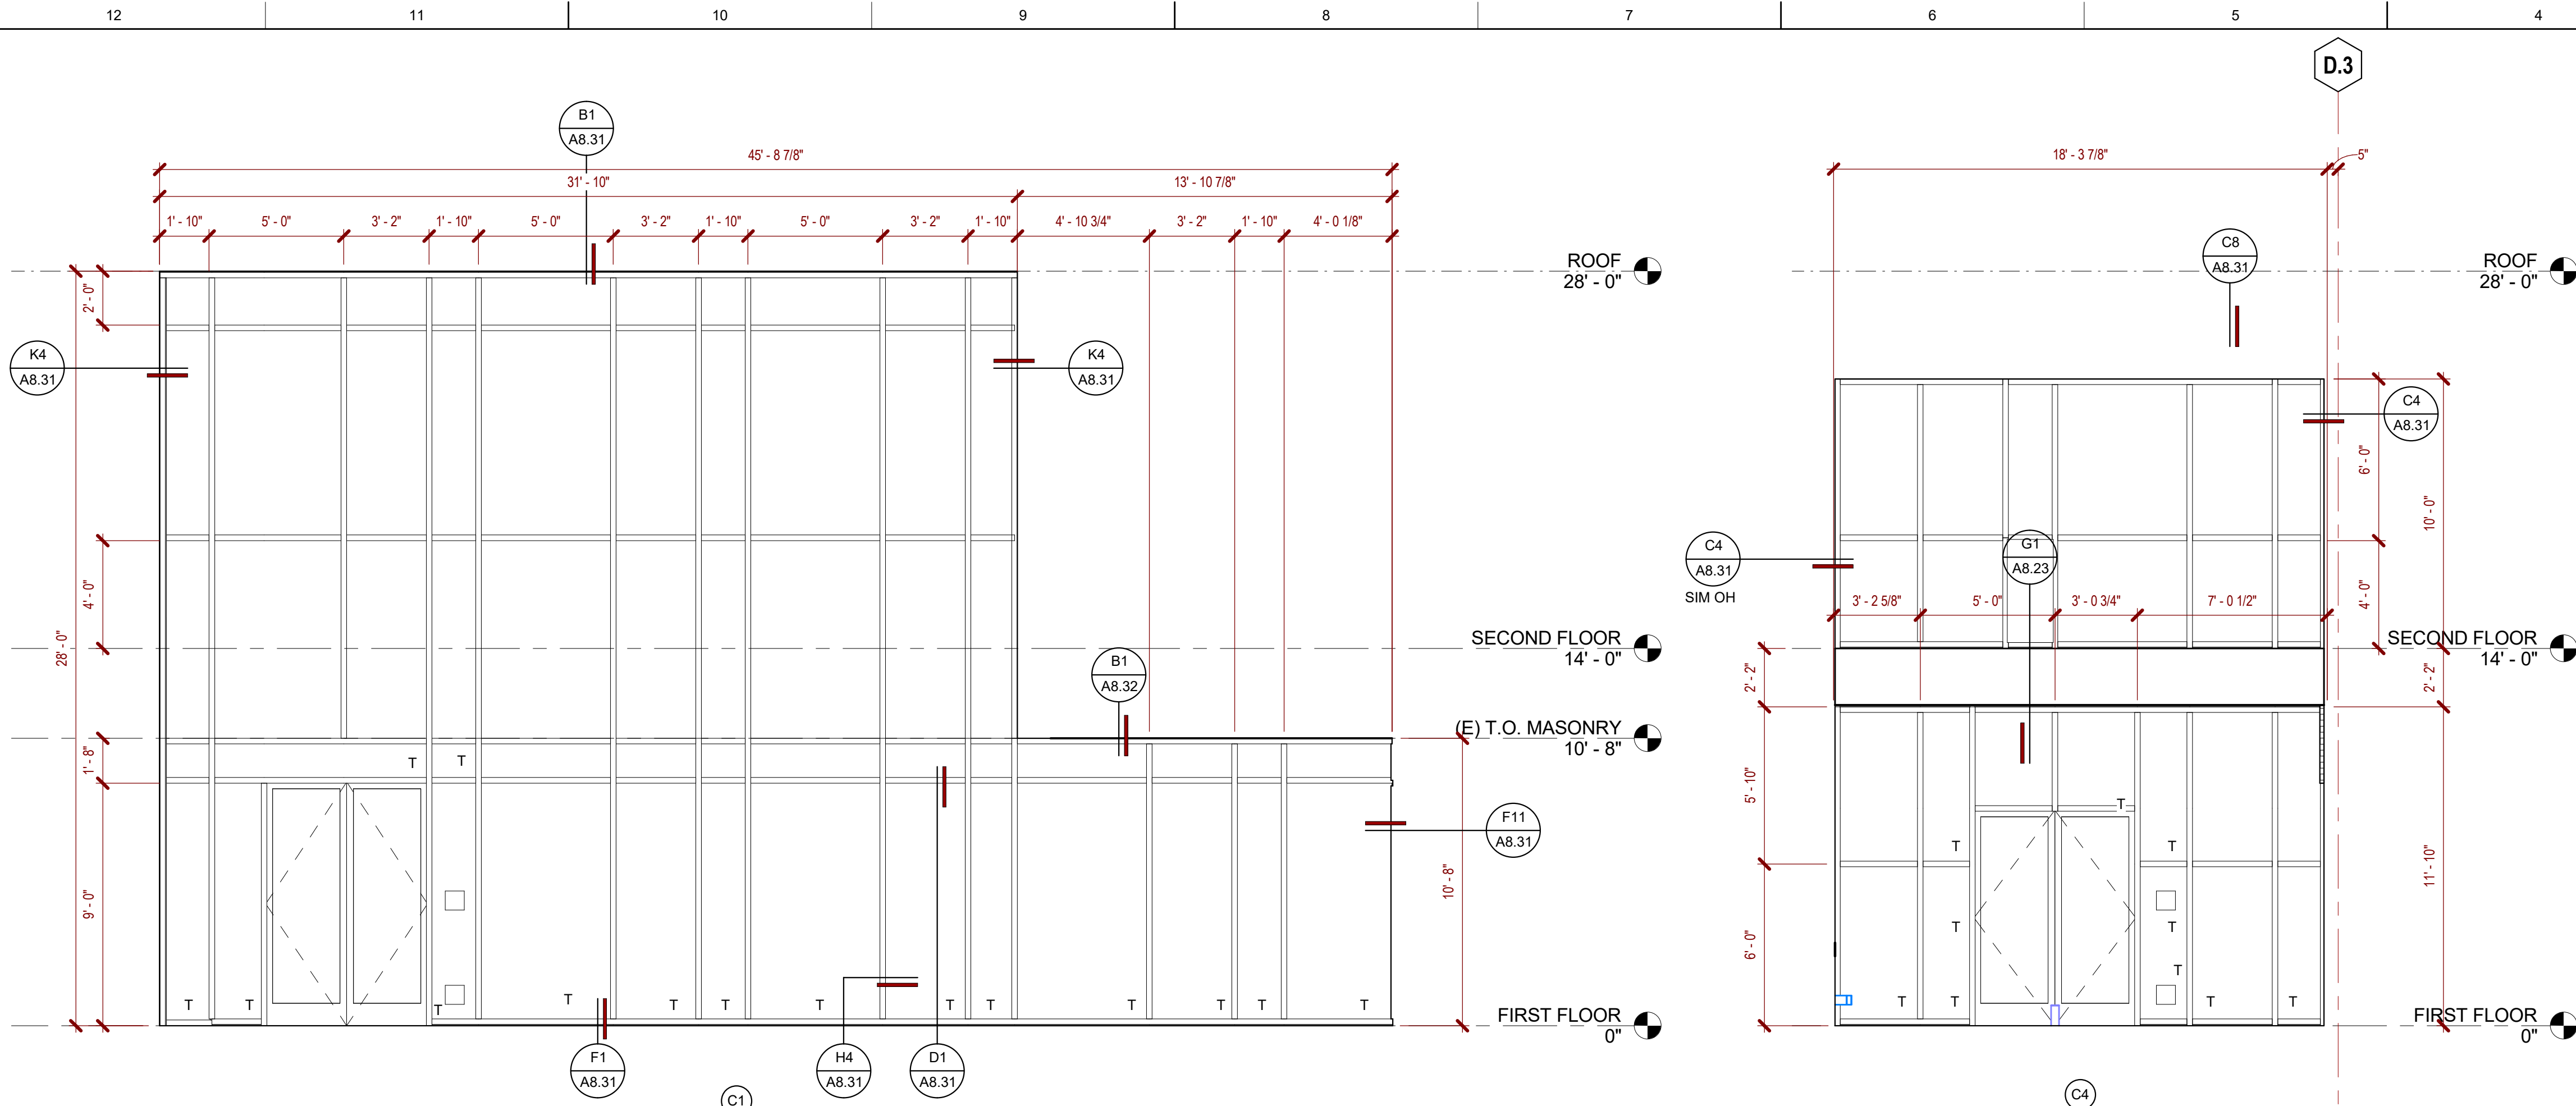 12 11 10 9 8 7 6 5 4
D.3
B1
A8.31
45' - 8 7/8"
18' - 3 7/8" 5"
31' - 10" 13' - 10 7/8"
1' - 10" 5' - 0" 3' - 2" 1' - 10" 5' - 0" 3' - 2" 1' - 10" 5' - 0" 3' - 2" 1' - 10" 4' - 10 3/4" 3' - 2" 1' - 10" 4' - 0 1/8"
C8
A8.31
ROOF
28' - 0"
ROOF
28' - 0"
2' - 0"
K4
A8.31
K4
A8.31
C4
A8.31
6' - 0"
10' - 0"
C4
A8.31
SIM OH
G1
A8.23
4' - 0"
28' - 0"
3' - 2 5/8" 5' - 0" 3' - 0 3/4" 7' - 0 1/2"
4' - 0"
SECOND FLOOR
14' - 0"
SECOND FLOOR
14' - 0"
B1
A8.32
2' - 2"
2' - 2"
(E) T.O. MASONRY
10' - 8"
1' - 8"
T T
5' - 10"
T
F11
A8.31
T T
10' - 8"
11' - 10"
9' - 0"
6' - 0"
T T
T
T T T T T T T T T T T T T
T T T T
FIRST FLOOR
0"
FIRST FLOOR
0"
F1
A8.31
H4
A8.31
D1
A8.31
C1
C4